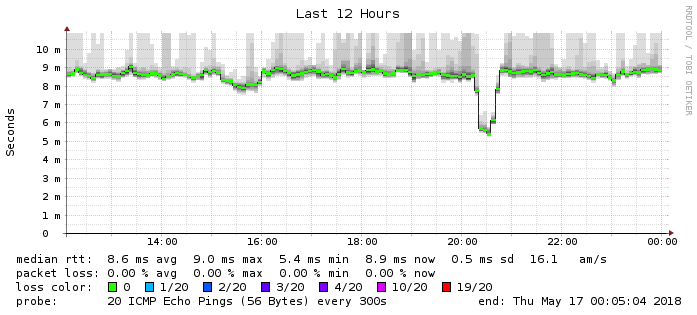 Last 12 Hours
RRDTOOL / TOBI OETIKER
Seconds
10 m
9 m
8 m
7 m
6 m
5 m
4 m
3 m
2 m
1 m
0
14:00 16:00 18:00 20:00 22:00 00:00
median rtt: 8.6 ms avg 9.0 ms max 5.4 ms min 8.9 ms now 0.5 ms sd 16.1 am/s
packet loss: 0.00 % avg 0.00 % max 0.00 % min 0.00 % now
loss color: 0 1/20 2/20 3/20 4/20 10/20 19/20
probe: 20 ICMP Echo Pings (56 Bytes) every 300s end: Thu May 17 00:05:04 2018